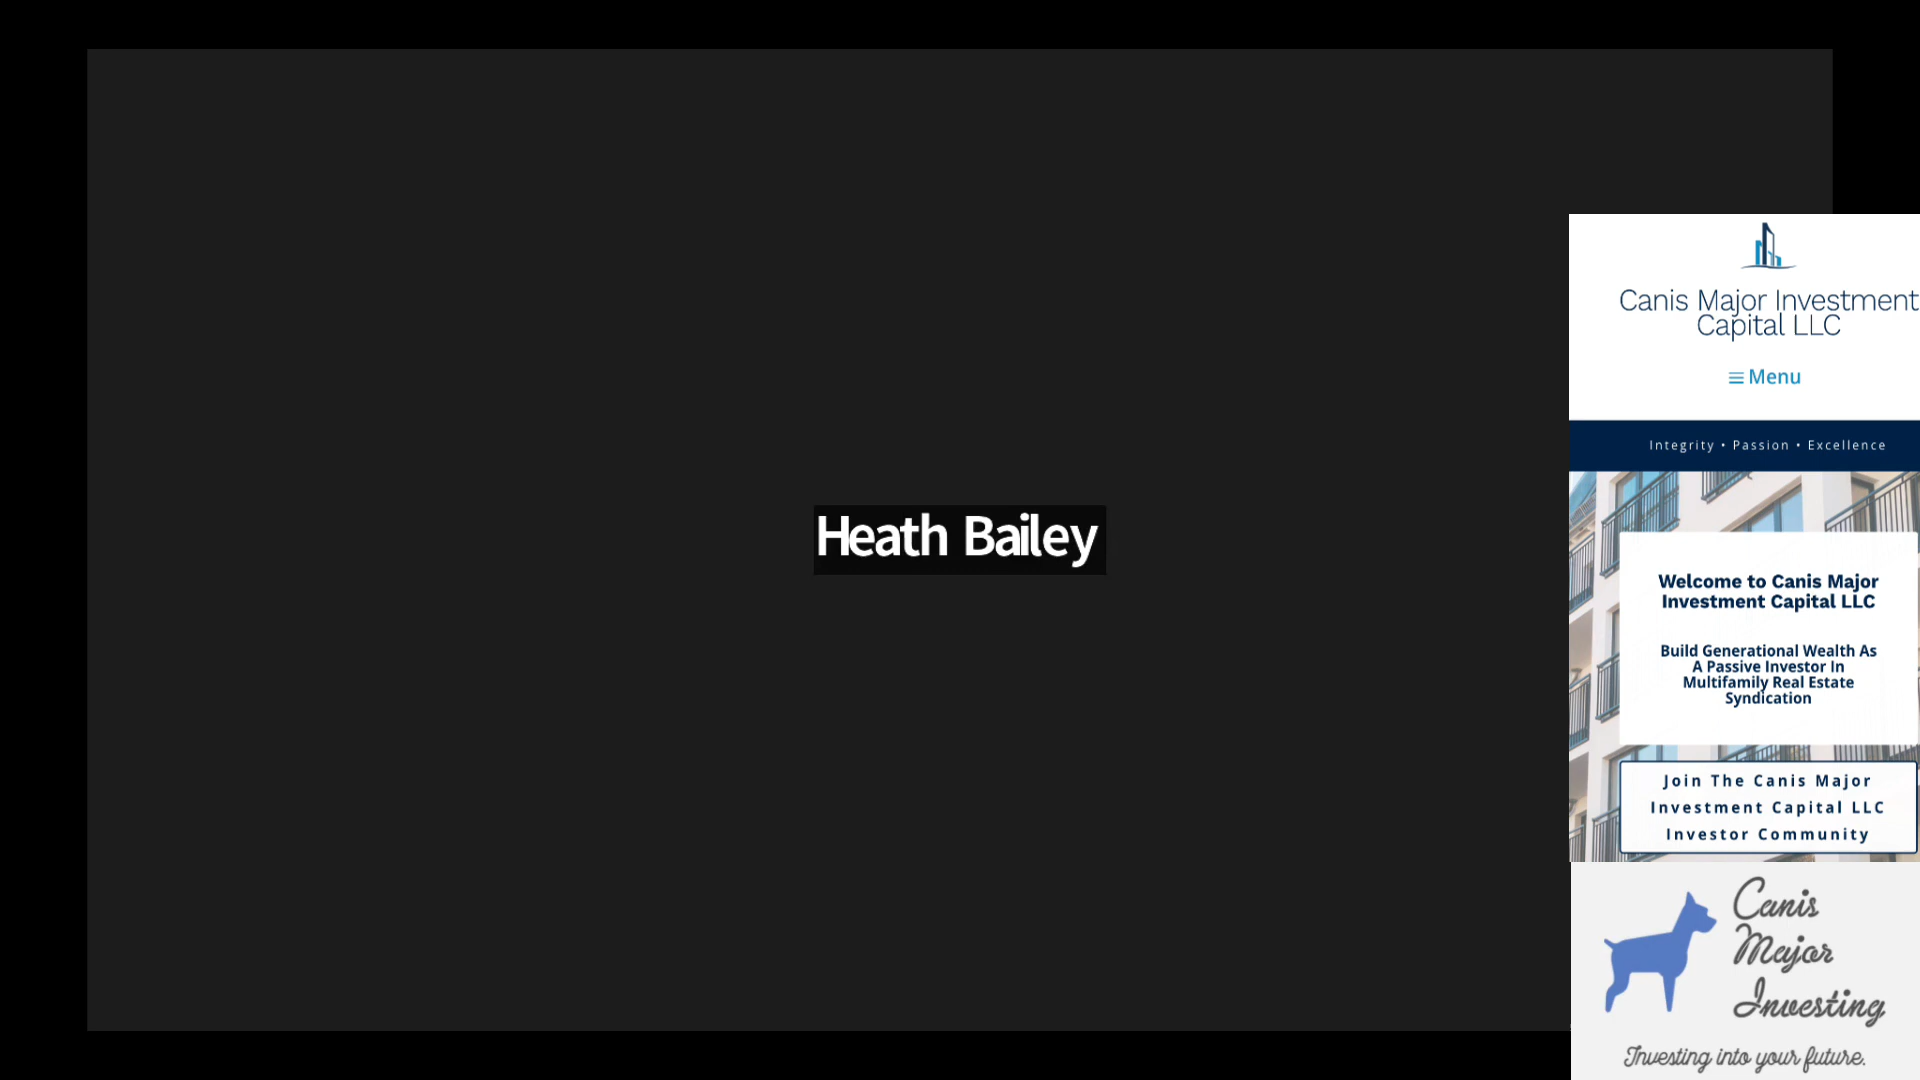 Heath Bailey
Canis Major Investment
Capital LLC
Menu
Integrity • Passion • Excellence
Welcome to Canis Major
Investment Capital LLC
Build Generational Wealth As
A Passive Investor In
Multifamily Real Estate
Syndication
Join The Canis Major
Investment Capital LLC
Investor Community
Canis
Major
Investing
Investing into your future.